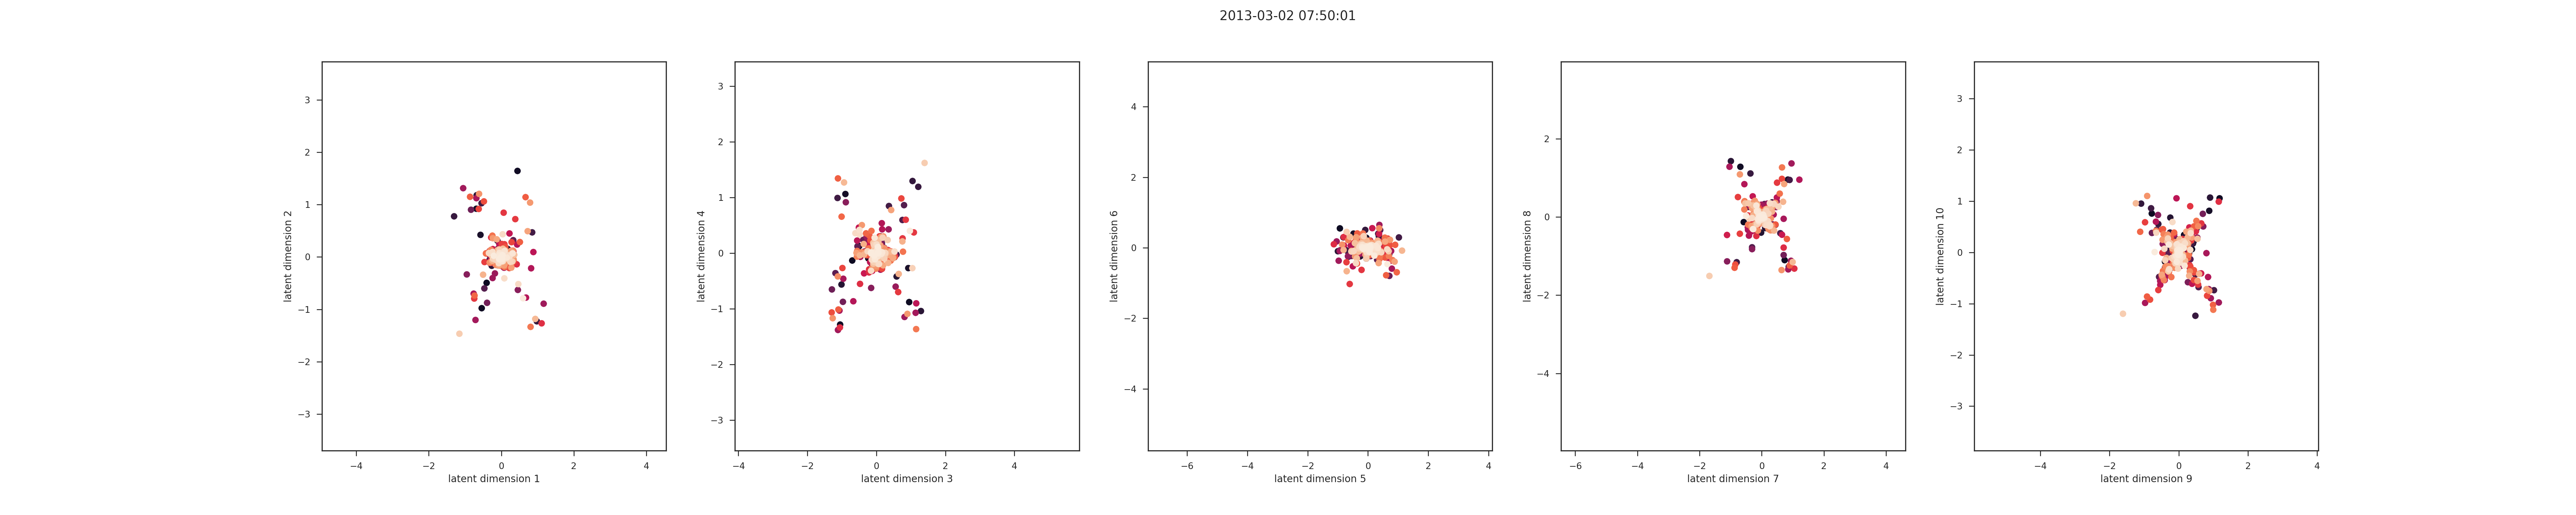 2013-03-02 07:50:01
latent dimension 2
3
2
1
0
−1
−2
−3
−4 −2 0 2 4
latent dimension 1
latent dimension 4
3
2
1
0
−1
−2
−3
−4 −2 0 2 4
latent dimension 3
latent dimension 6
4
2
0
−2
−4
−6 −4 −2 0 2 4
latent dimension 5
latent dimension 8
2
0
−2
−4
−6 −4 −2 0 2 4
latent dimension 7
latent dimension 10
3
2
1
0
−1
−2
−3
−4 −2 0 2 4
latent dimension 9